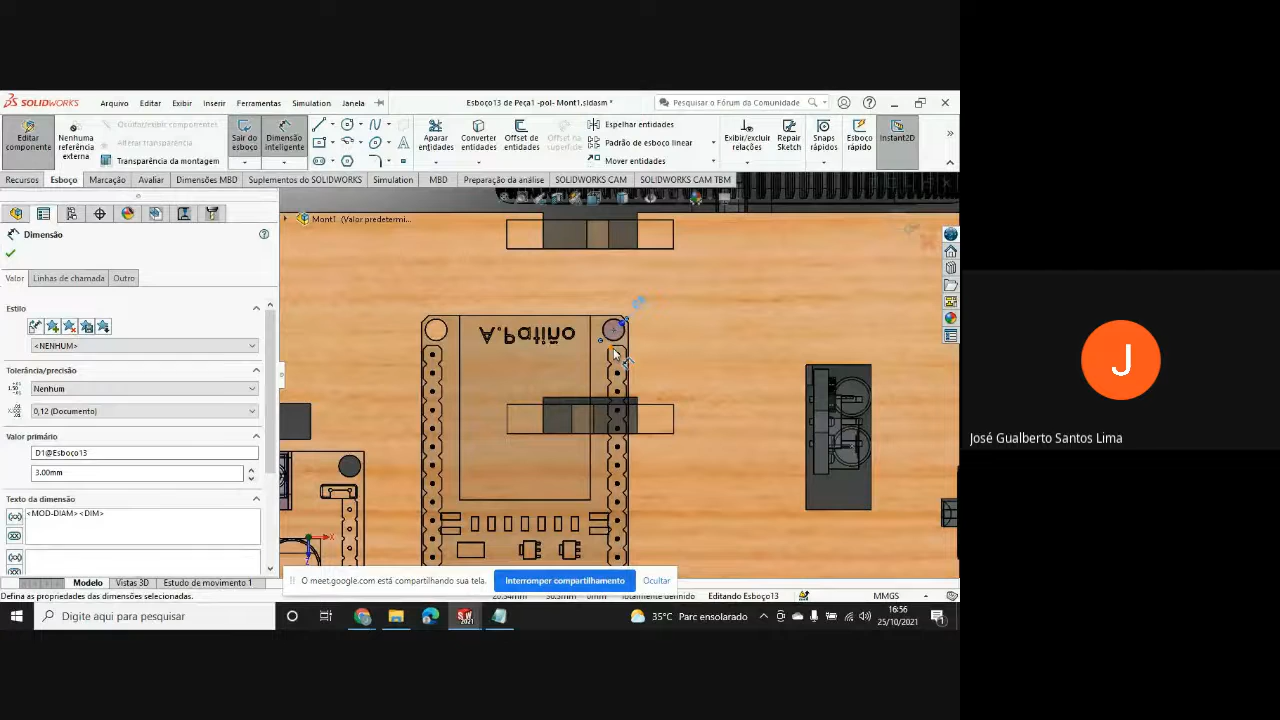 SOLIDWORKS
Arquivo Editar Exibir Inserir Ferramentas Simulation Janela
Esboço13 de Peça1 -pol- Mont1.sldasm *
Pesquisar o Fórum da Comunidade
Editar componente
Nenhuma referência externa
Ocultar/exibir componentes
Alterar transparência
Transparência da montagem
Sair do esboço
Dimensão inteligente
Aparar entidades
Converter entidades
Offset de entidades
Offset na superfície
Espelhar entidades
Padrão de esboço linear
Mover entidades
Exibir/excluir relações
Repair Sketch
Snaps rápidos
Esboço rápido
Instant2D
Recursos Esboço Marcação Avaliar Dimensões MBD Suplementos do SOLIDWORKS Simulation MBD Preparação da análise SOLIDWORKS CAM SOLIDWORKS CAM TBM
Mont1 (Valor predetermi...
Dimensão
Valor Linhas de chamada Outro
Estilo
<NENHUM>
Tolerância/precisão
Nenhum
0,12 (Documento)
Valor primário
D1@Esboço13
3.00mm
Texto da dimensão
<MOD-DIAM><DIM>
A.Patiño
X
J
José Gualberto Santos Lima
Modelo Vistas 3D Estudo de movimento 1
O meet.google.com está compartilhando sua tela. Interromper compartilhamento Ocultar
Defina as propriedades das dimensões selecionadas.
Editando Esboço13
MMGS
Digite aqui para pesquisar
35°C Parc ensolarado
16:56
25/10/2021